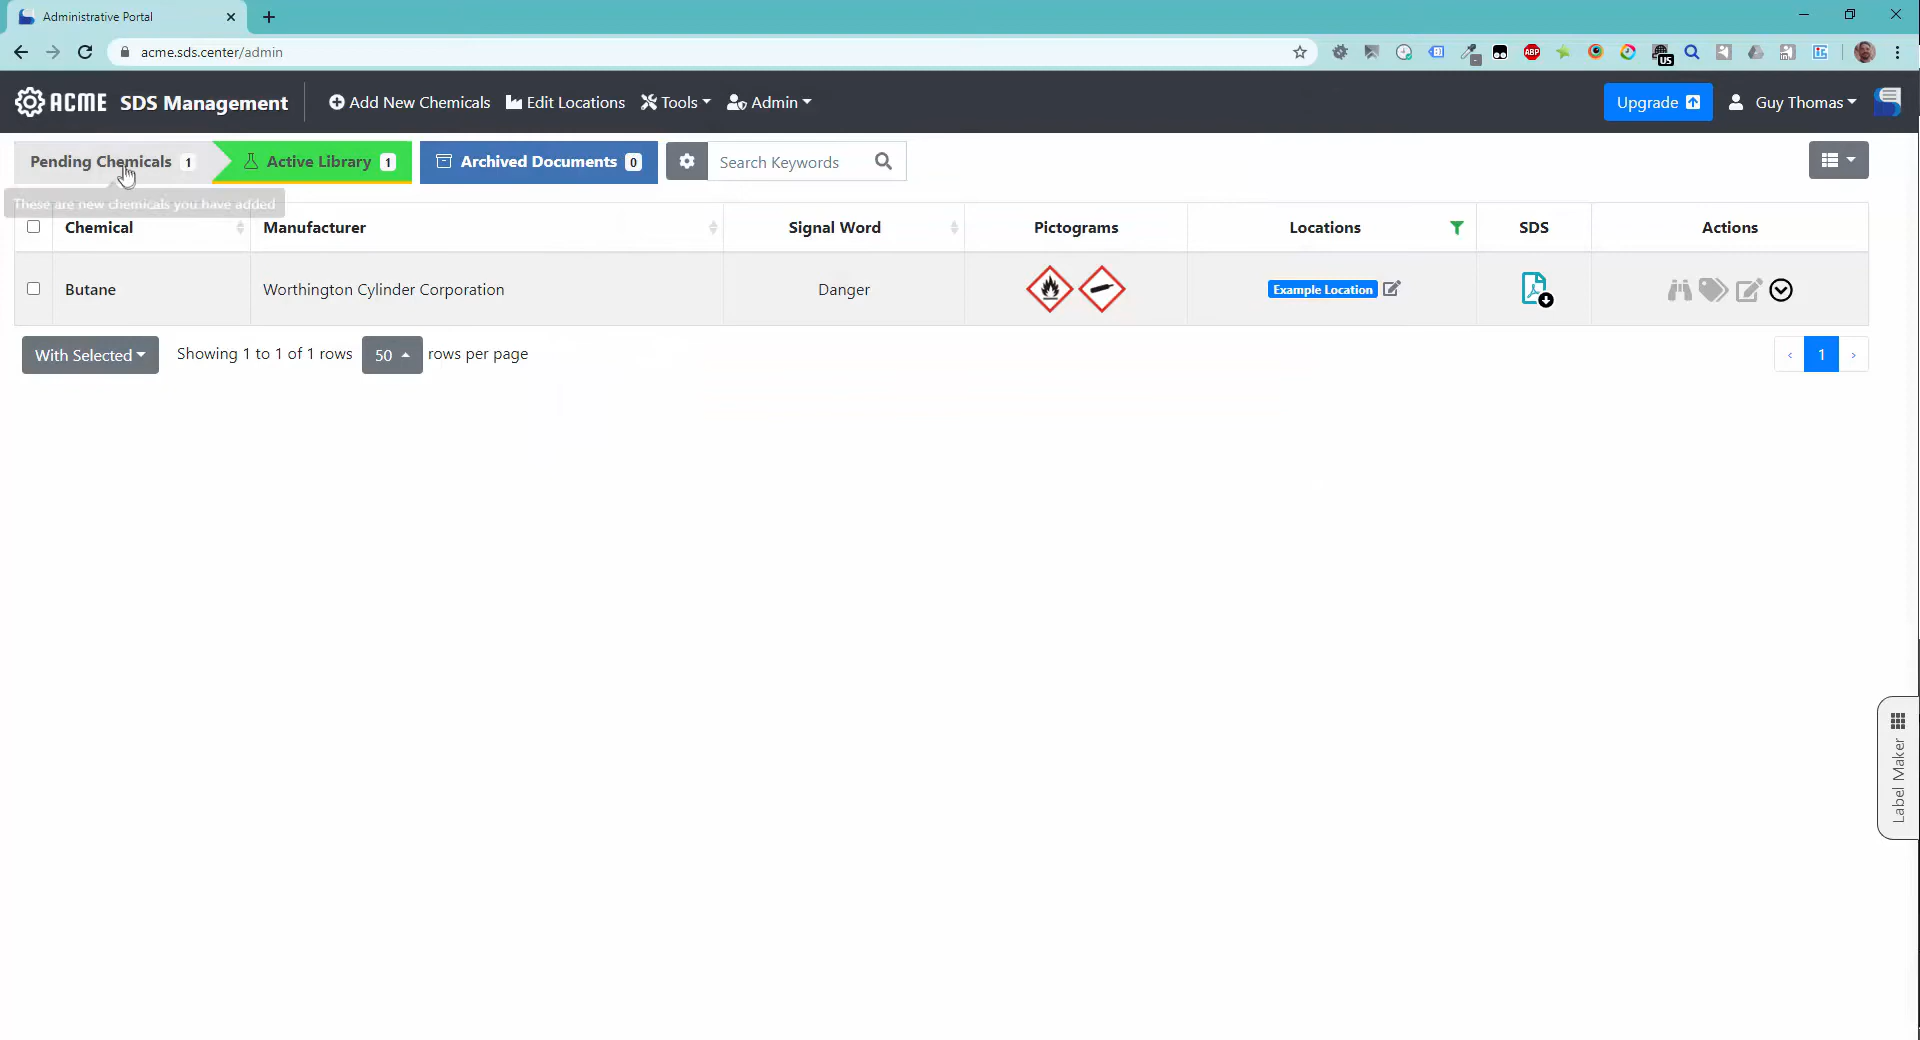 Administrative Portal
acme.sds.center/admin
ABP
US
ACME SDS Management
Add New Chemicals
Edit Locations
Tools
Admin
Upgrade
Guy Thomas
Pending Chemicals 1
Active Library 1
Archived Documents 0
Search Keywords
These are new chemicals you have added
Chemical
Manufacturer
Signal Word
Pictograms
Locations
SDS
Actions
Butane
Worthington Cylinder Corporation
Danger
Example Location
With Selected
Showing 1 to 1 of 1 rows
50
rows per page
‹
1
›
Label Maker